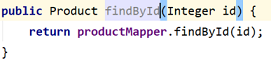 public Product findById(Integer id) {
    return productMapper.findById(id);
}